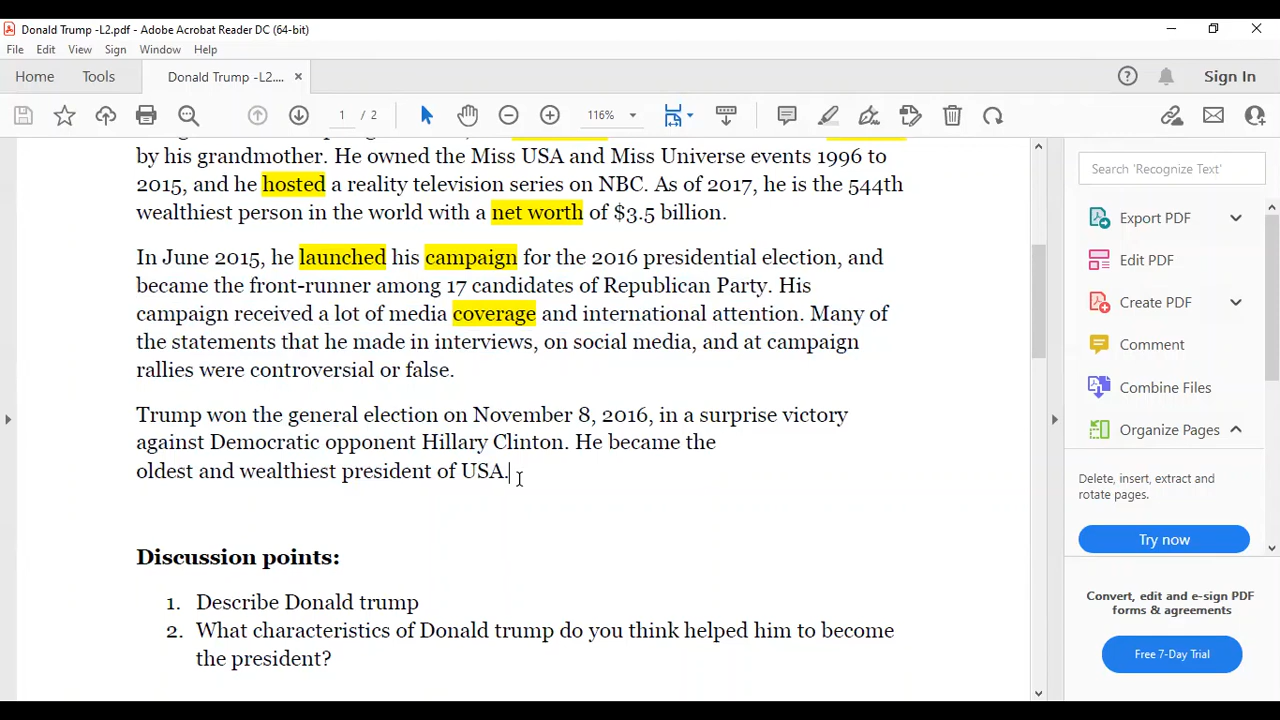 Donald Trump -L2.pdf - Adobe Acrobat Reader DC (64-bit)
File Edit View Sign Window Help
Home Tools Donald Trump -L2.... × Sign In
1 / 2 116%
by his grandmother. He owned the Miss USA and Miss Universe events 1996 to
2015, and he hosted a reality television series on NBC. As of 2017, he is the 544th
wealthiest person in the world with a net worth of $3.5 billion.
In June 2015, he launched his campaign for the 2016 presidential election, and
became the front-runner among 17 candidates of Republican Party. His
campaign received a lot of media coverage and international attention. Many of
the statements that he made in interviews, on social media, and at campaign
rallies were controversial or false.
Trump won the general election on November 8, 2016, in a surprise victory
against Democratic opponent Hillary Clinton. He became the
oldest and wealthiest president of USA.
Discussion points:
1. Describe Donald trump
2. What characteristics of Donald trump do you think helped him to become
the president?
Search 'Recognize Text'
Export PDF
Edit PDF
Create PDF
Comment
Combine Files
Organize Pages
Delete, insert, extract and
rotate pages.
Try now
Convert, edit and e-sign PDF
forms & agreements
Free 7-Day Trial